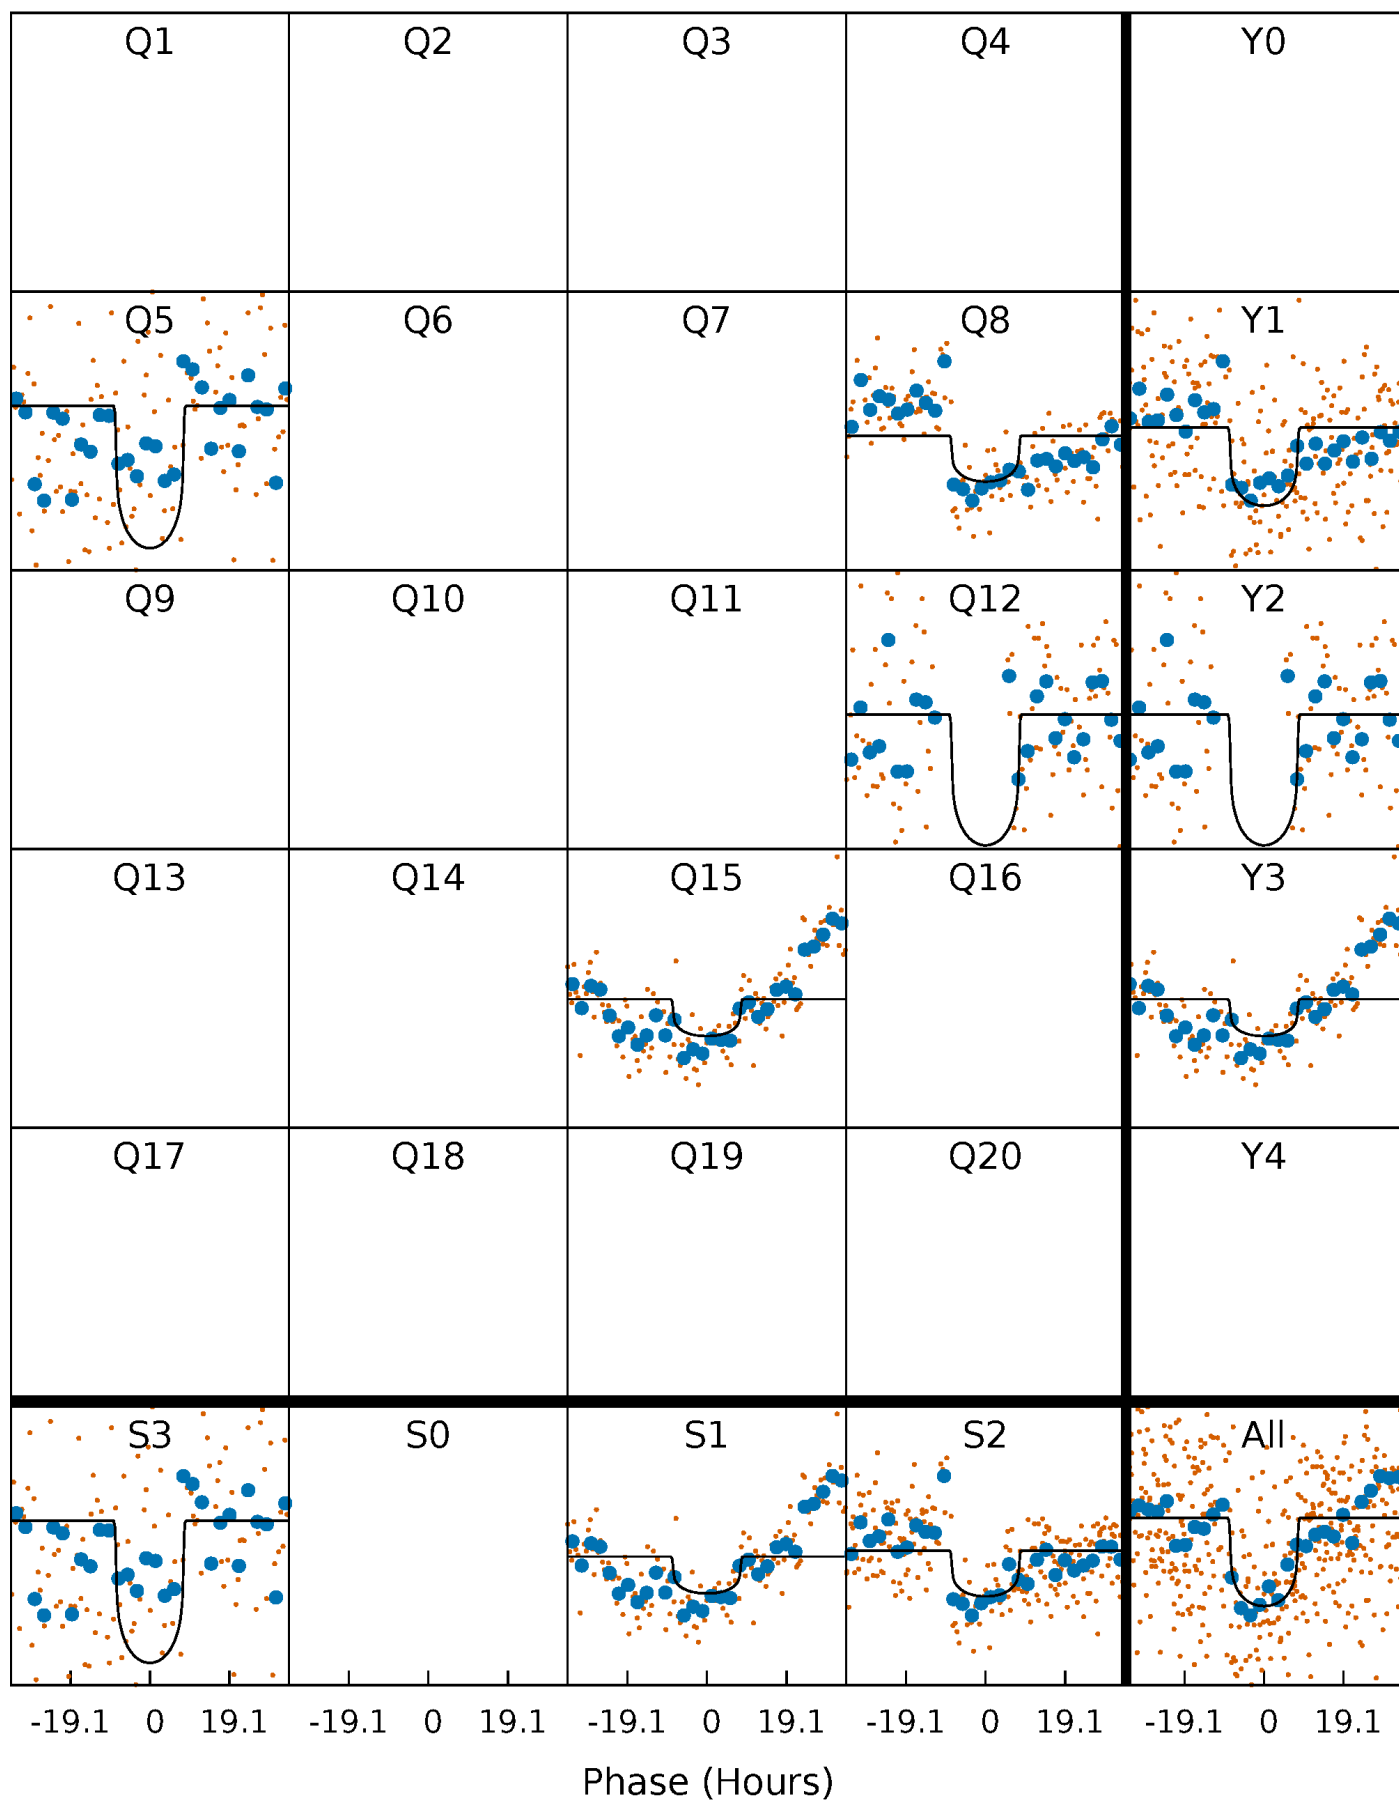 Q1 Q2 Q3 Q4 Y0
Q5 Q6 Q7 Q8 Y1
Q9 Q10 Q11 Q12 Y2
Q13 Q14 Q15 Q16 Y3
Q17 Q18 Q19 Q20 Y4
S3 S0 S1 S2 All
-19.1 0 19.1 -19.1 0 19.1 -19.1 0 19.1 -19.1 0 19.1 -19.1 0 19.1
Phase (Hours)